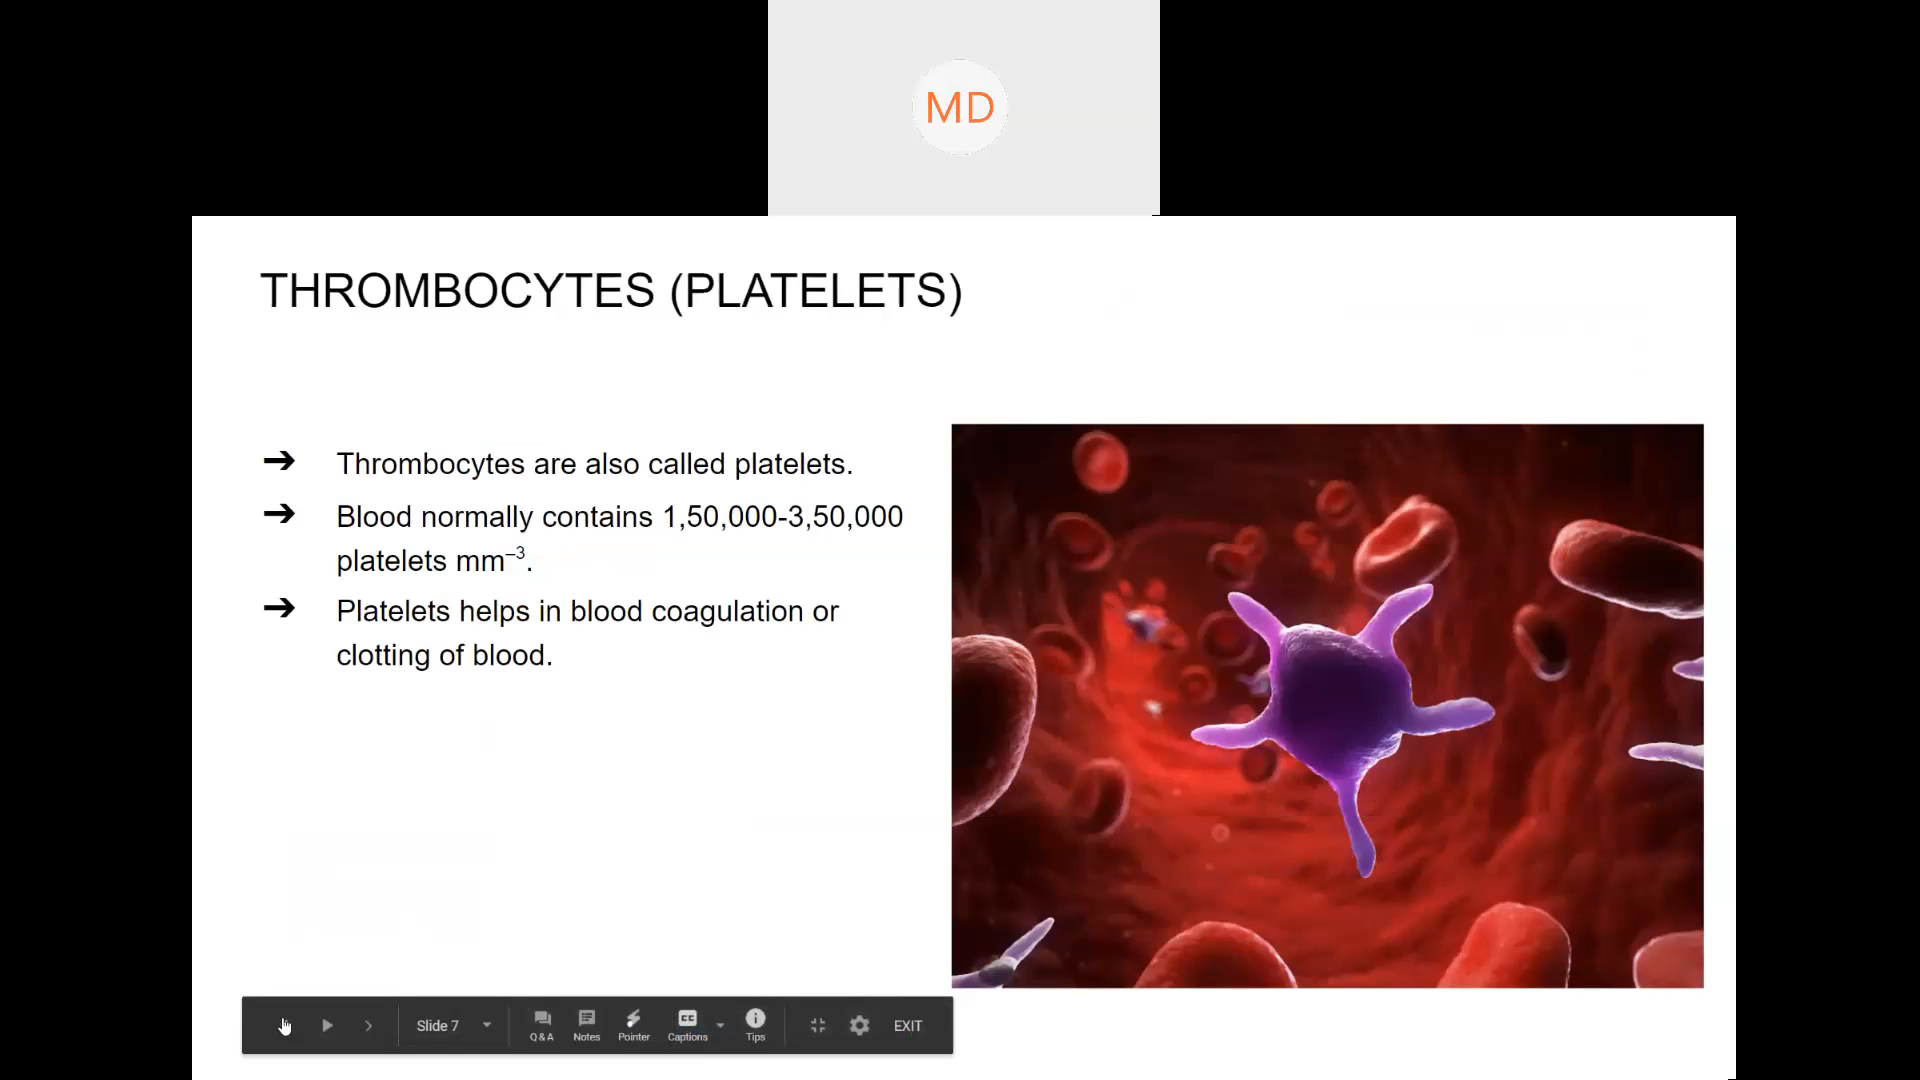 MD
THROMBOCYTES (PLATELETS)
➔ Thrombocytes are also called platelets.
➔ Blood normally contains 1,50,000-3,50,000
platelets mm⁻³.
➔ Platelets helps in blood coagulation or
clotting of blood.
Slide 7
Q & A
Notes
Pointer
CC
Captions
Tips
EXIT